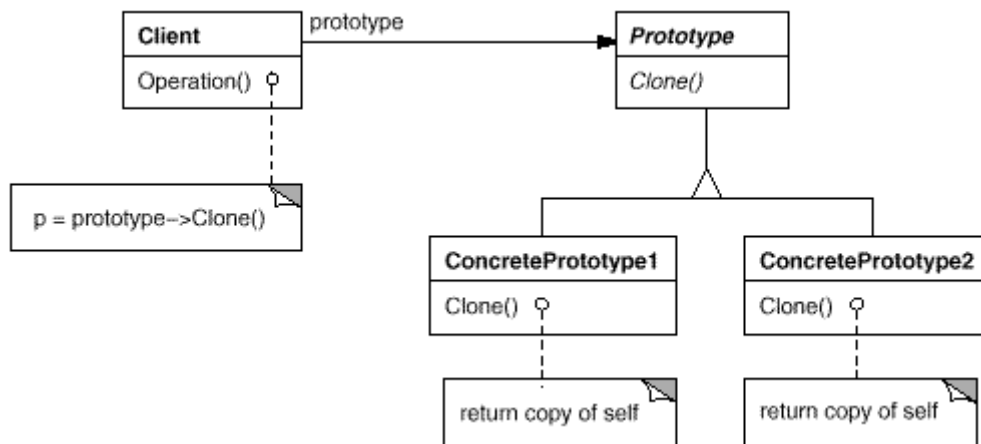 Client
prototype
Prototype
Operation()
Clone()
p = prototype−>Clone()
ConcretePrototype1
ConcretePrototype2
Clone()
Clone()
return copy of self
return copy of self